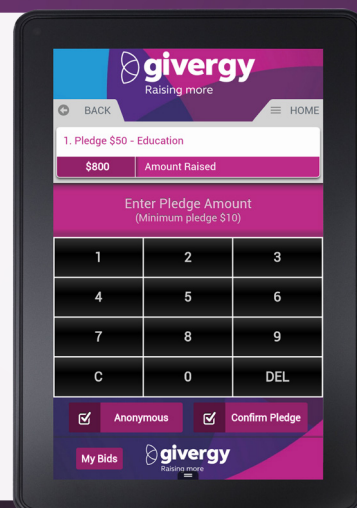 givergy
Raising more
BACK
HOME
1. Pledge $50 - Education
$800 Amount Raised
Enter Pledge Amount
(Minimum pledge $10)
1 2 3
4 5 6
7 8 9
C 0 DEL
Anonymous Confirm Pledge
My Bids givergy
Raising more